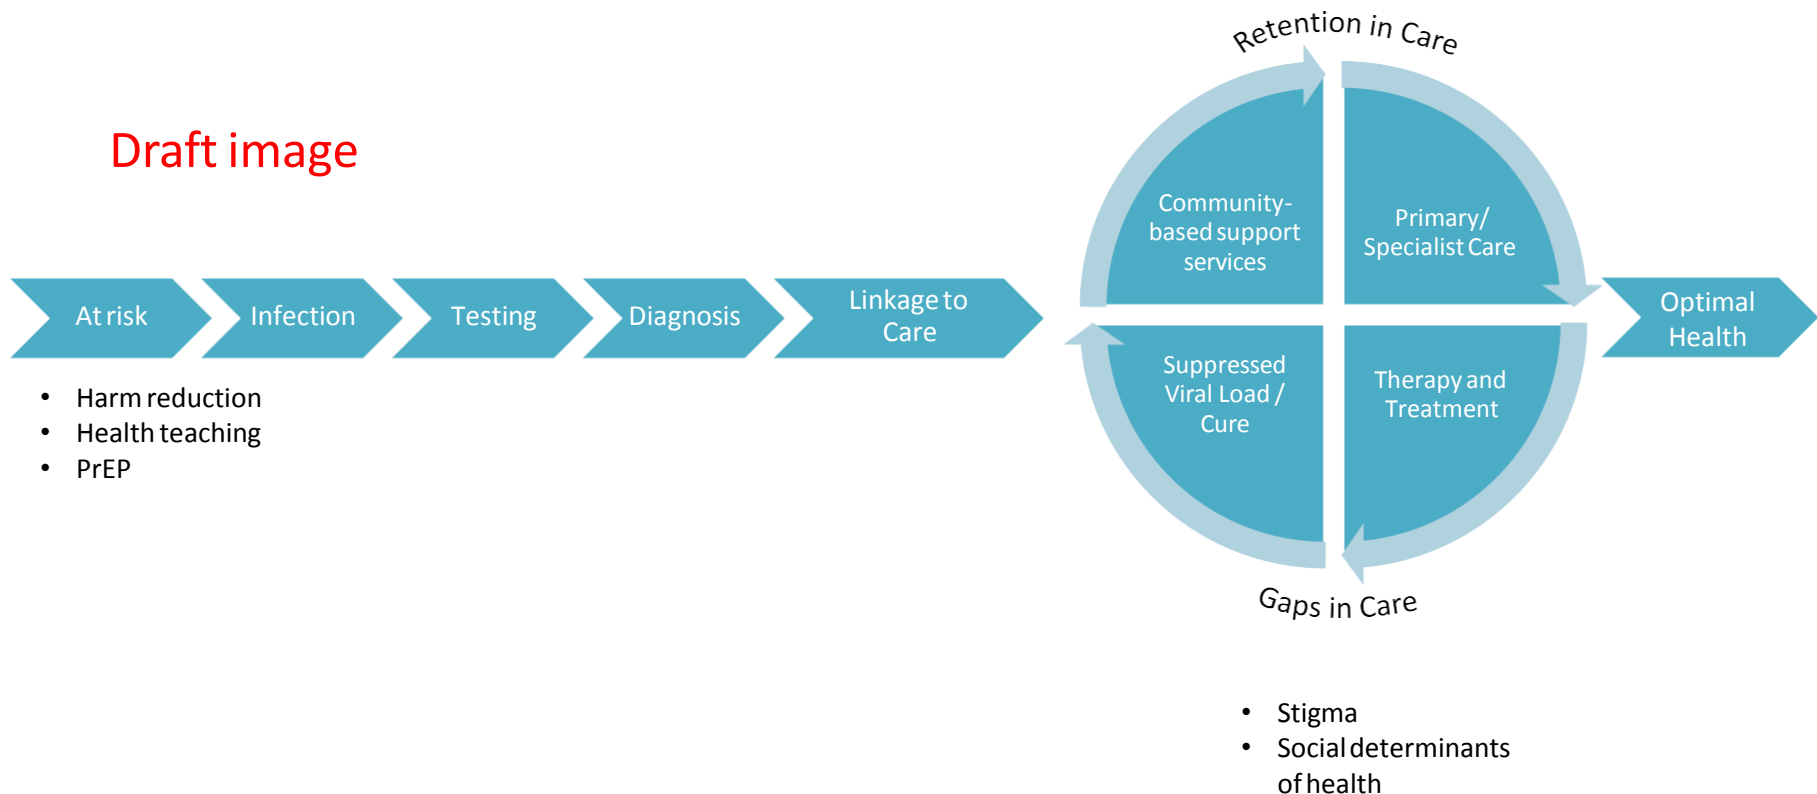 Draft image
At risk
Infection
Testing
Diagnosis
Linkage to
Care
• Harm reduction
• Health teaching
• PrEP
Retention in Care
Community-
based support
services
Primary/
Specialist Care
Suppressed
Viral Load /
Cure
Therapy and
Treatment
Gaps in Care
Optimal
Health
• Stigma
• Social determinants
of health